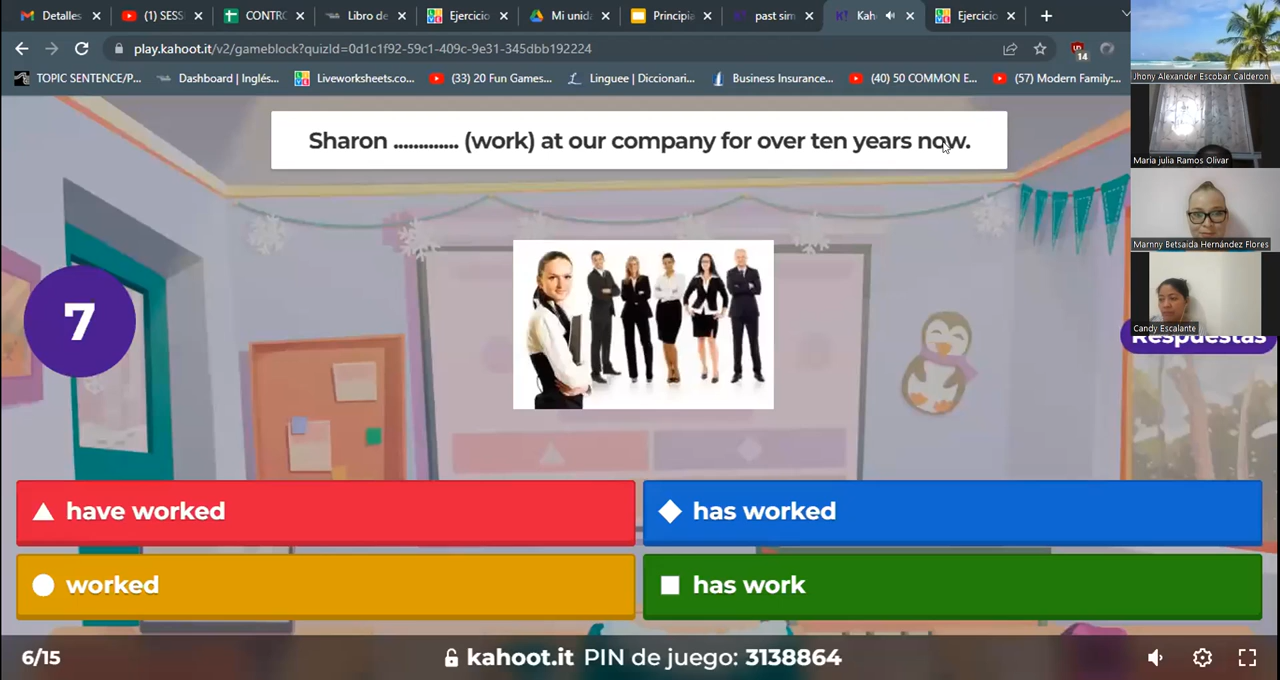 Detalles
(1) SESS
CONTRO
Libro de
Ejercicio
Mi unida
Principia
past sim
Kah
Ejercicio
play.kahoot.it/v2/gameblock?quizId=0d1c1f92-59c1-409c-9e31-345dbb192224
14
TOPIC SENTENCE/P...
Dashboard | Inglés...
Liveworksheets.co...
(33) 20 Fun Games...
Linguee | Diccionari...
Business Insurance...
(40) 50 COMMON E...
(57) Modern Family:...
Jhony Alexander Escobar Calderon
Maria julia Ramos Olivar
Marnny Betsaida Hernández Flores
Candy Escalante
Sharon ............. (work) at our company for over ten years now.
7
Respuestas
have worked
has worked
worked
has work
6/15
kahoot.it PIN de juego: 3138864